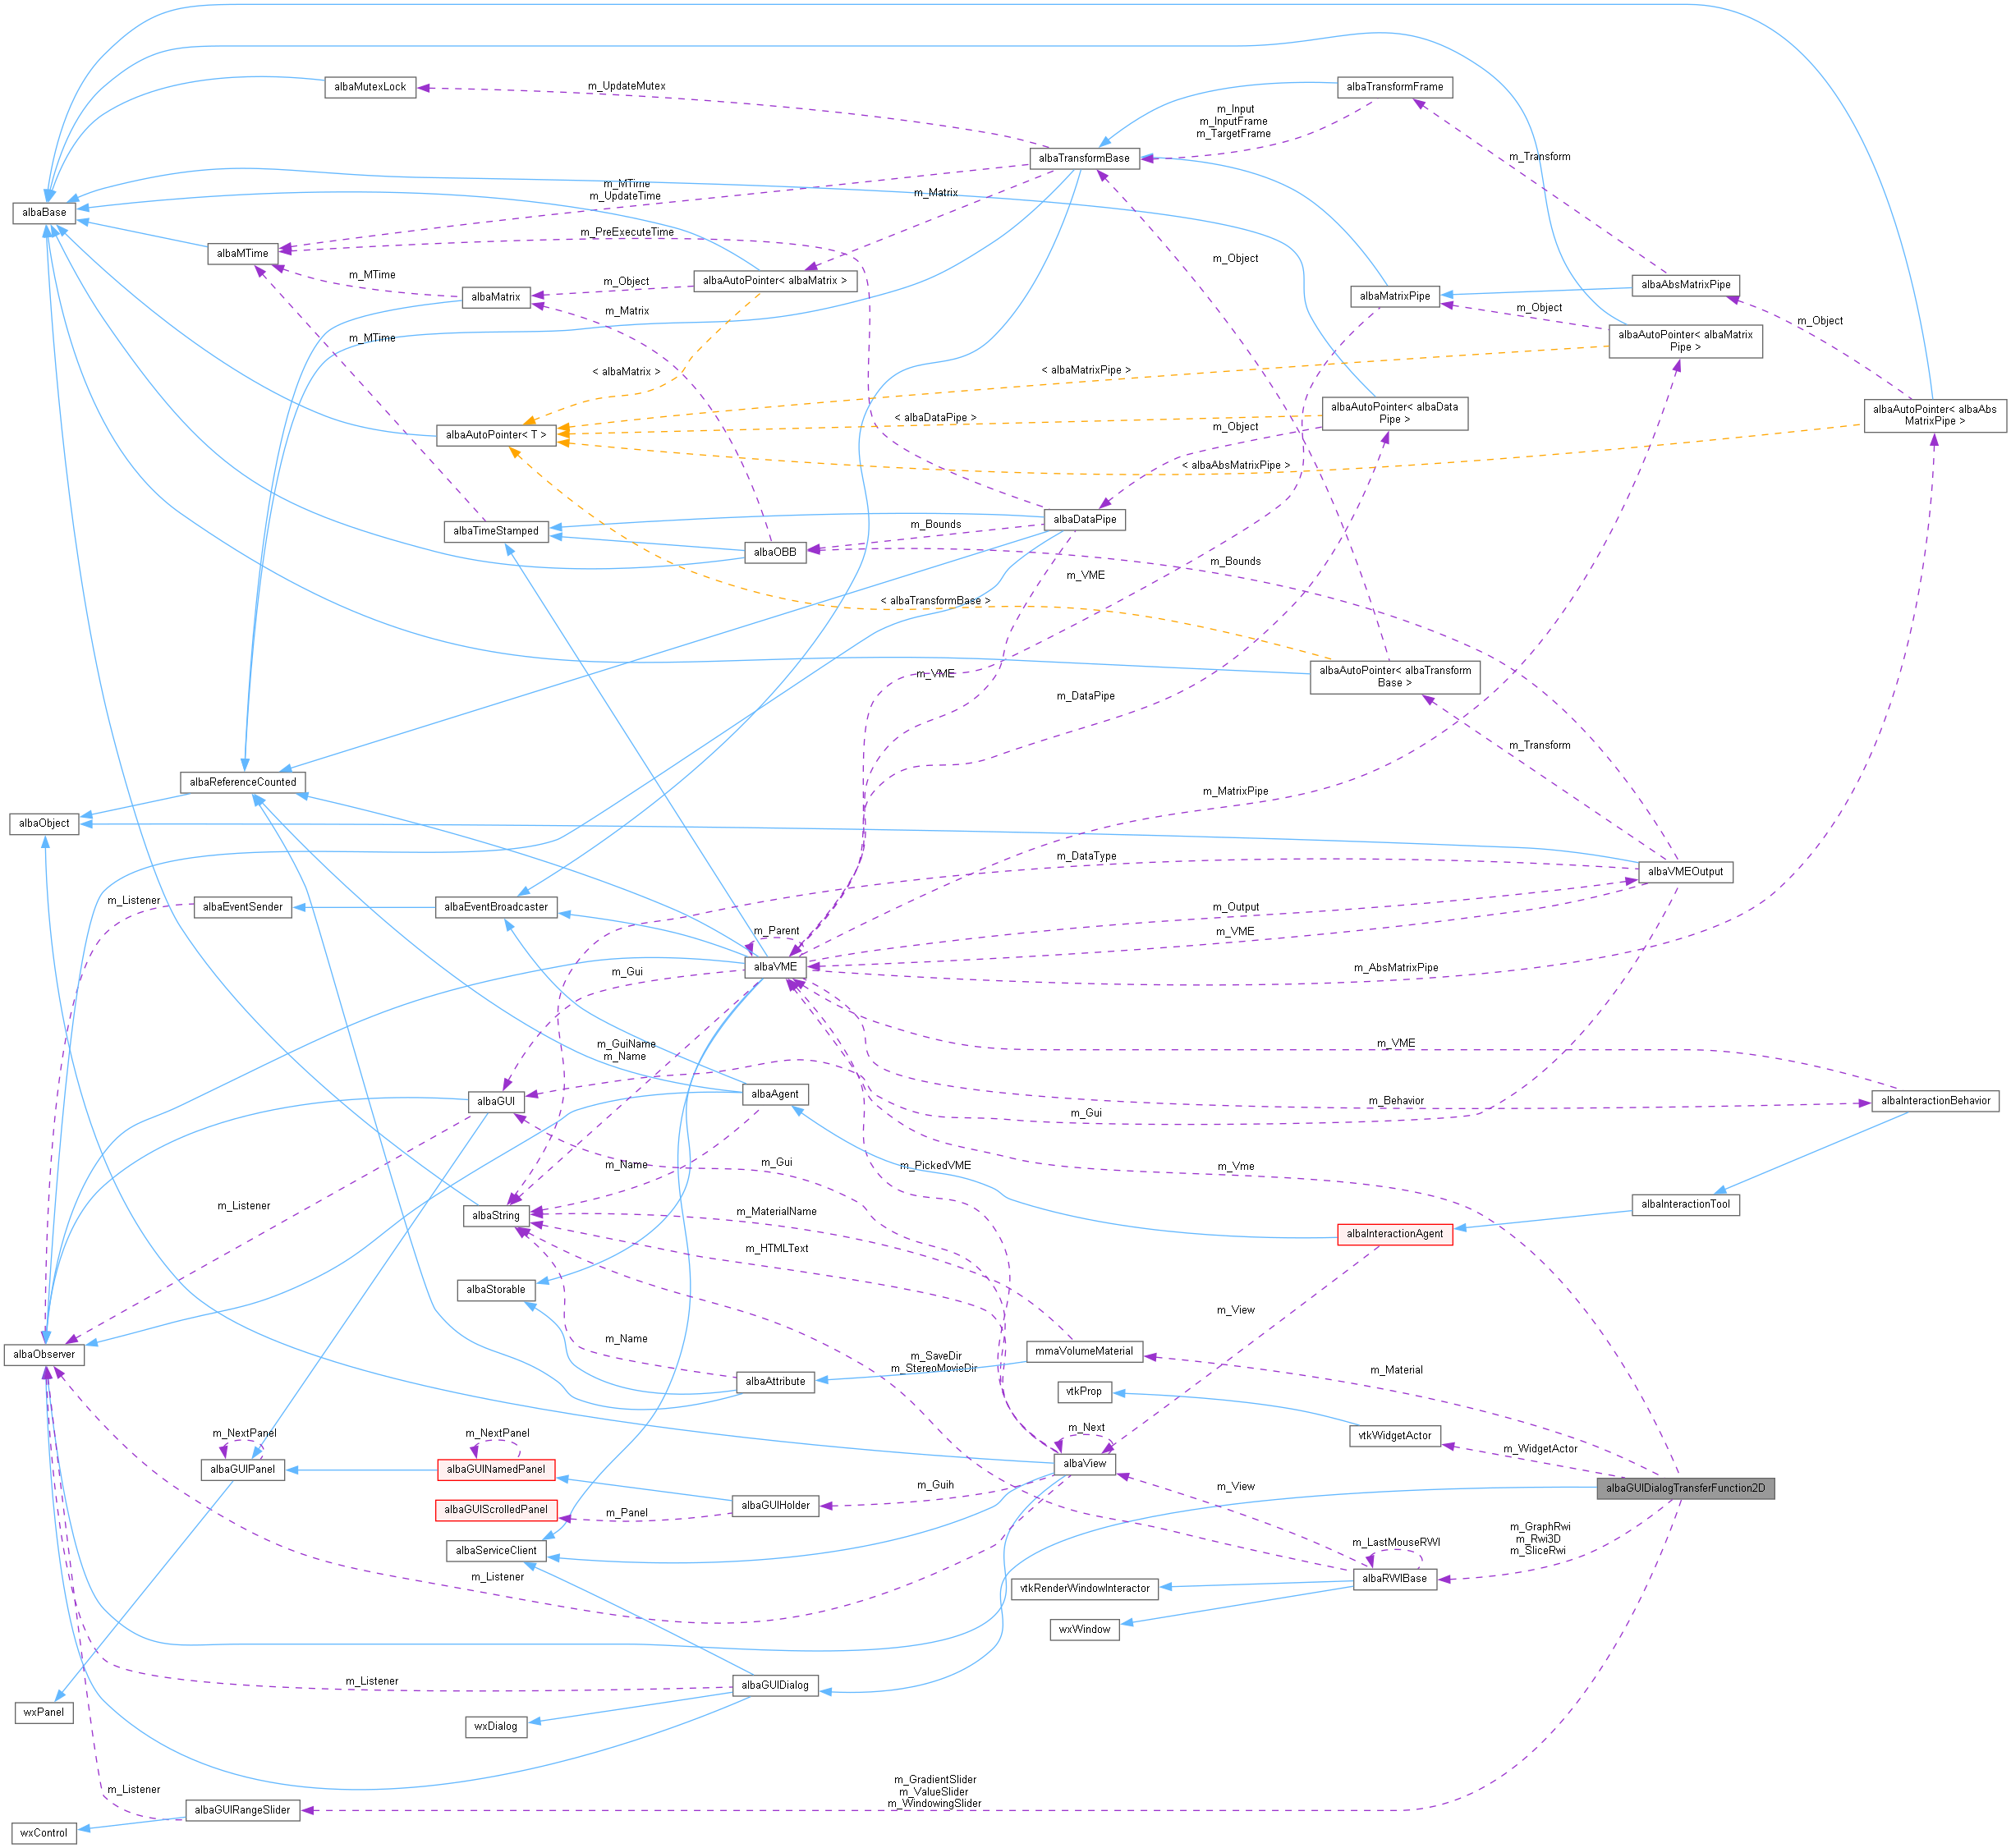 albaMutexLock
m_UpdateMutex
albaTransformFrame
m_Input
m_InputFrame
m_TargetFrame
albaTransformBase
m_Transform
albaBase
m_MTime
m_UpdateTime
m_Matrix
albaMTime
m_PreExecuteTime
m_Object
m_MTime
m_Object
albaAutoPointer< albaMatrix >
albaMatrix
albaMatrixPipe
albaAbsMatrixPipe
m_Matrix
m_Object
m_Object
m_MTime
albaAutoPointer< albaMatrix
Pipe >
< albaMatrix >
< albaMatrixPipe >
albaAutoPointer< albaData
Pipe >
albaAutoPointer< albaAbs
MatrixPipe >
< albaDataPipe >
m_Object
albaAutoPointer< T >
< albaAbsMatrixPipe >
albaTimeStamped
m_Bounds
albaDataPipe
albaOBB
m_VME
m_Bounds
< albaTransformBase >
m_VME
albaAutoPointer< albaTransform
Base >
m_DataPipe
m_Transform
albaReferenceCounted
m_MatrixPipe
albaObject
m_DataType
albaVMEOutput
m_Listener
albaEventSender
albaEventBroadcaster
m_Output
m_Parent
m_VME
albaVME
m_Gui
m_AbsMatrixPipe
m_GuiName
m_Name
m_VME
albaGUI
albaAgent
m_Behavior
albaInteractionBehavior
m_Gui
m_Name
m_Gui
m_PickedVME
m_Vme
m_Listener
albaString
m_MaterialName
albaInteractionTool
albaInteractionAgent
m_HTMLText
albaStorable
m_View
albaObserver
m_Name
m_SaveDir
m_StereoMovieDir
mmaVolumeMaterial
m_Material
albaAttribute
vtkProp
m_NextPanel
m_NextPanel
m_Next
vtkWidgetActor
m_WidgetActor
albaGUIPanel
albaGUINamedPanel
albaView
m_Guih
m_View
albaGUIDialogTransferFunction2D
albaGUIScrolledPanel
m_Panel
albaGUIHolder
m_GraphRwi
m_Rwi3D
m_SliceRwi
albaServiceClient
m_LastMouseRWI
m_Listener
vtkRenderWindowInteractor
albaRWIBase
wxWindow
m_Listener
albaGUIDialog
wxPanel
wxDialog
m_Listener
m_GradientSlider
m_ValueSlider
m_WindowingSlider
albaGUIRangeSlider
wxControl